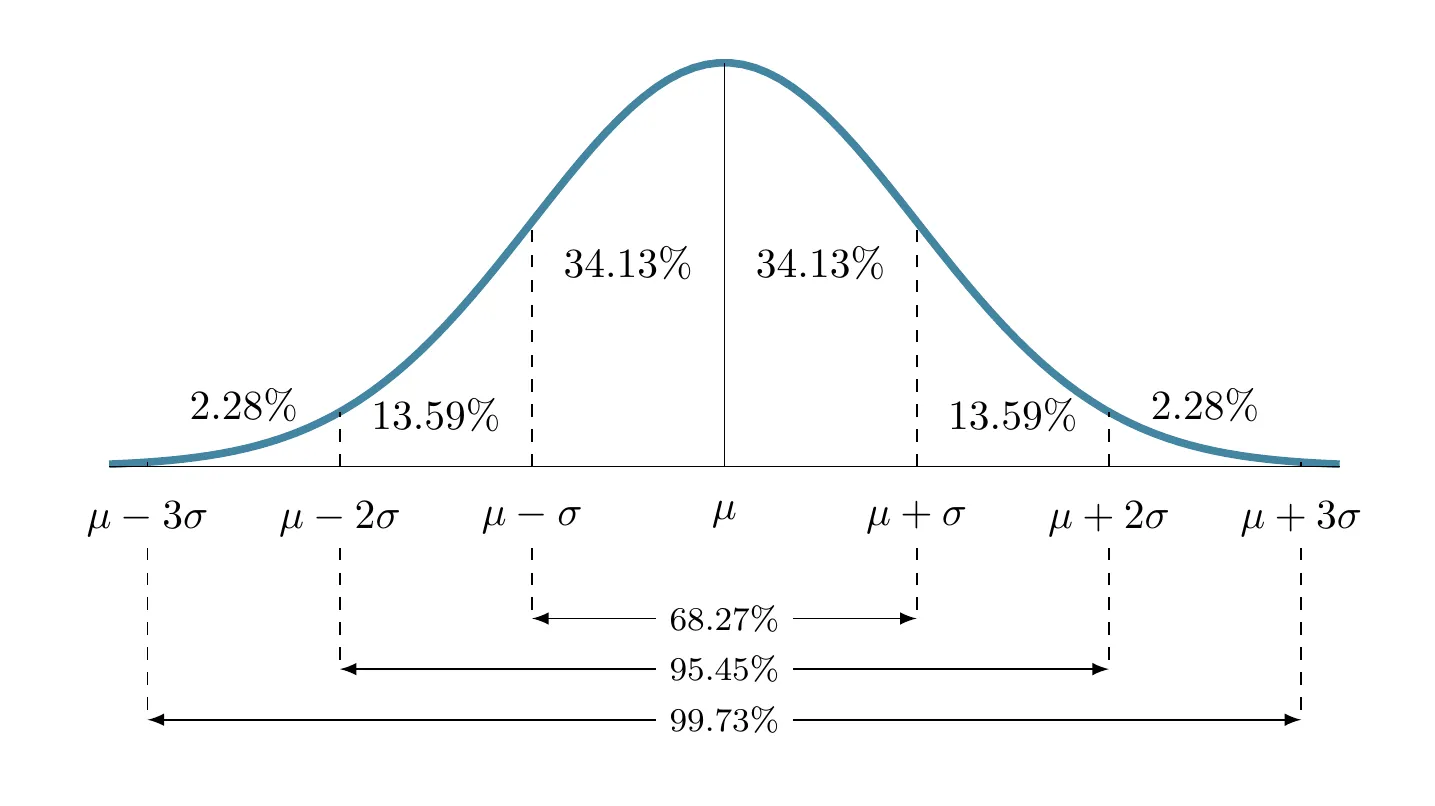 34.13% 34.13%
2.28% 13.59% 13.59% 2.28%
μ − 3σ μ − 2σ μ − σ μ μ + σ μ + 2σ μ + 3σ
68.27%
95.45%
99.73%